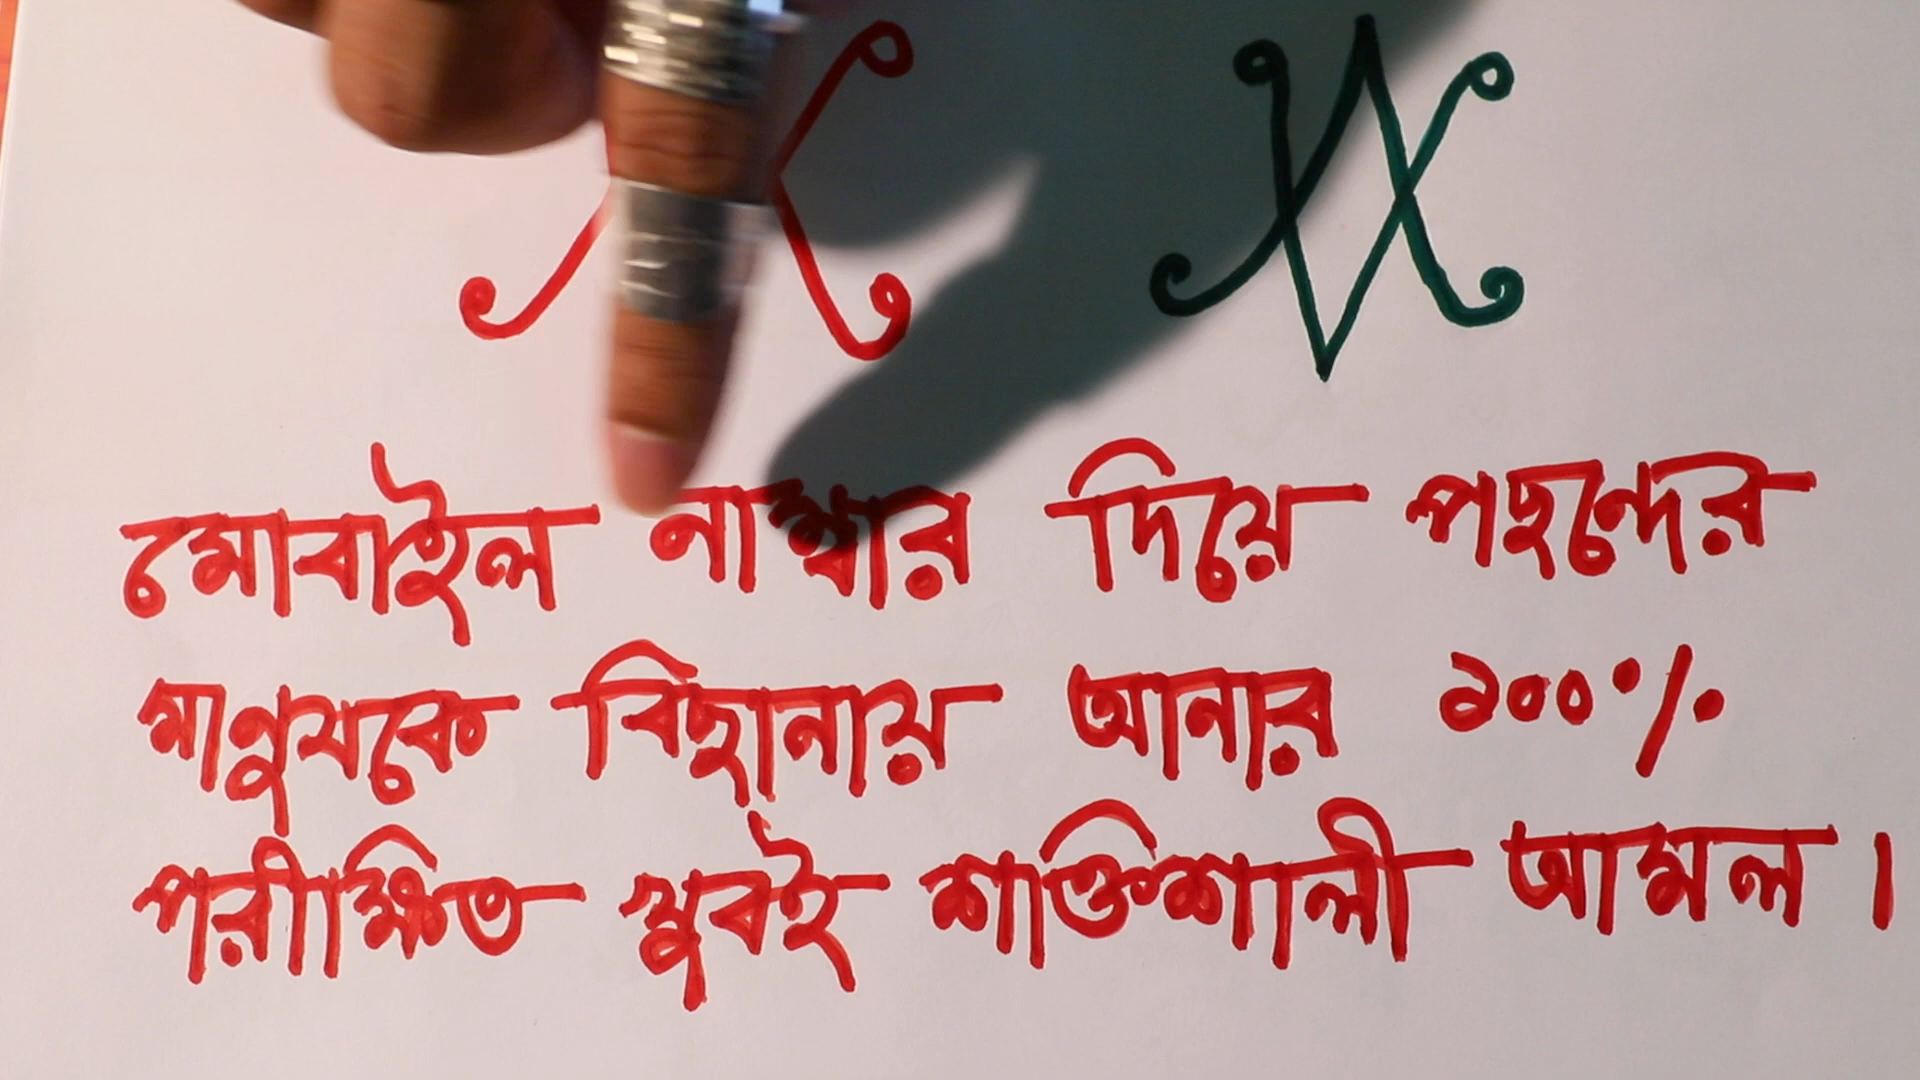 মোবাইল নাম্বার দিয়ে পছন্দের
মানুষকে বিছানায় আনার ১০০%
পরীক্ষিত খুবই শক্তিশালী আমল।